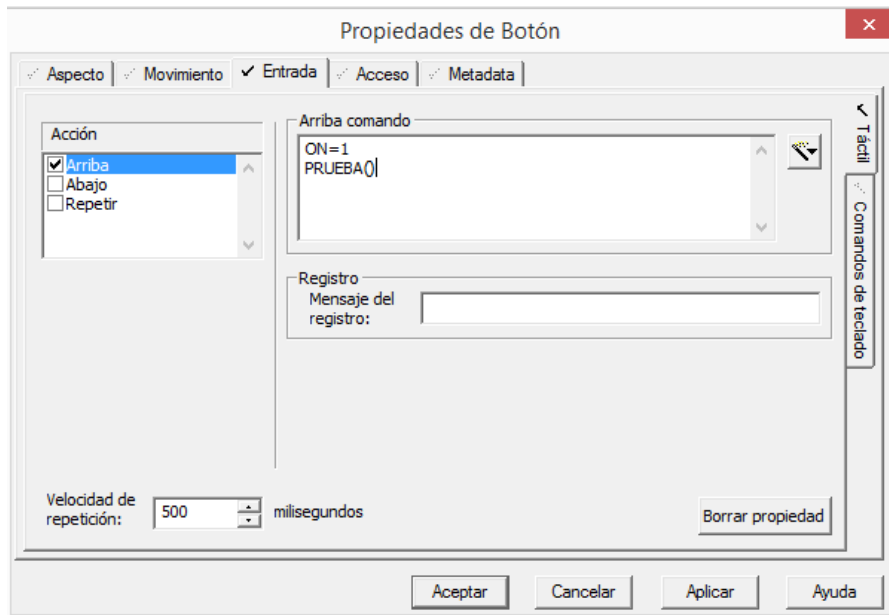 Propiedades de Botón
Aspecto Movimiento Entrada Acceso Metadata
Acción
Arriba
Abajo
Repetir
Arriba comando
ON=1
PRUEBA()
Registro
Mensaje del
registro:
Táctil
Comandos de teclado
Velocidad de
repetición: 500 milisegundos
Borrar propiedad
Aceptar Cancelar Aplicar Ayuda